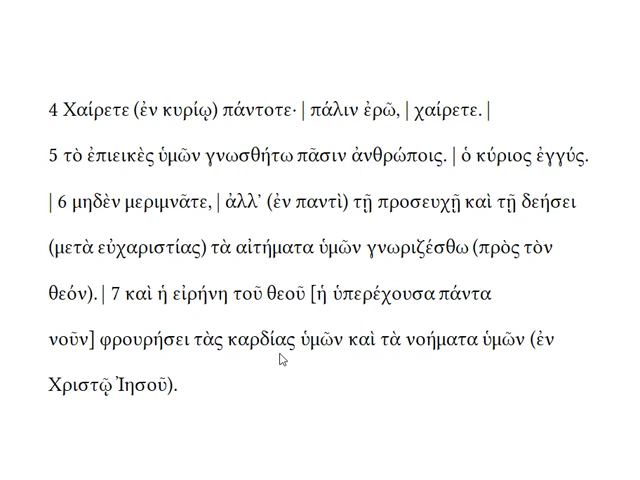 4 Χαίρετε (ἐν κυρίῳ) πάντοτε· | πάλιν ἐρῶ, | χαίρετε. |
5 τὸ ἐπιεικὲς ὑμῶν γνωσθήτω πᾶσιν ἀνθρώποις. | ὁ κύριος ἐγγύς.
| 6 μηδὲν μεριμνᾶτε, | ἀλλ’ (ἐν παντὶ) τῇ προσευχῇ καὶ τῇ δεήσει
(μετὰ εὐχαριστίας) τὰ αἰτήματα ὑμῶν γνωριζέσθω (πρὸς τὸν
θεόν). | 7 καὶ ἡ εἰρήνη τοῦ θεοῦ [ἡ ὑπερέχουσα πάντα
νοῦν] φρουρήσει τὰς καρδίας ὑμῶν καὶ τὰ νοήματα ὑμῶν (ἐν
Χριστῷ Ἰησοῦ).